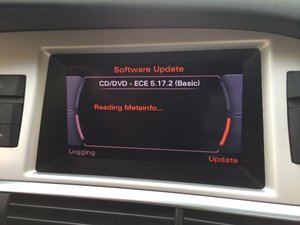 Software Update
CD/DVD - ECE 5.17.2 (Basic)
Reading Metainfo...
Logging
Update